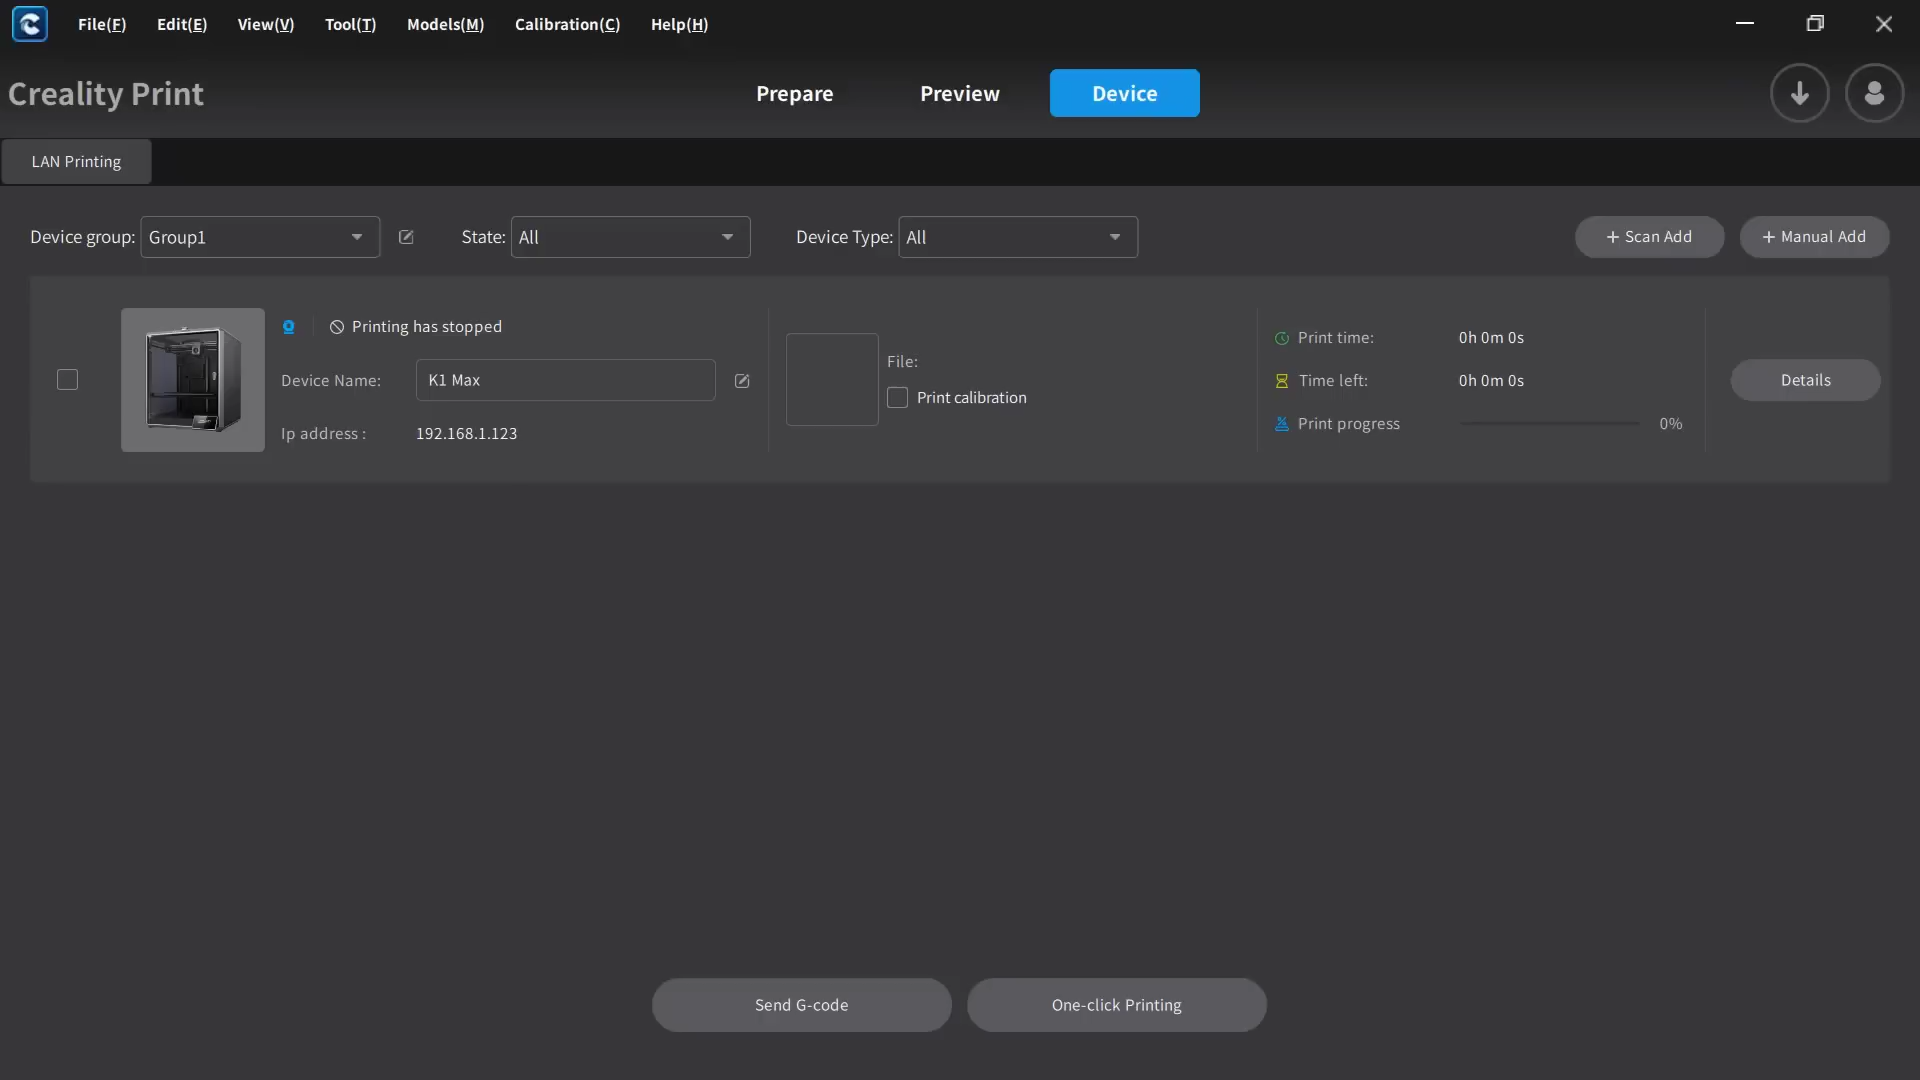 File(F) Edit(E) View(V) Tool(T) Models(M) Calibration(C) Help(H)
Creality Print
Prepare Preview Device
LAN Printing
Device group: Group1 State: All Device Type: All + Scan Add + Manual Add
Printing has stopped
Device Name: K1 Max
Ip address : 192.168.1.123
File:
Print calibration
Print time: 0h 0m 0s
Time left: 0h 0m 0s
Print progress 0%
Details
Send G-code One-click Printing